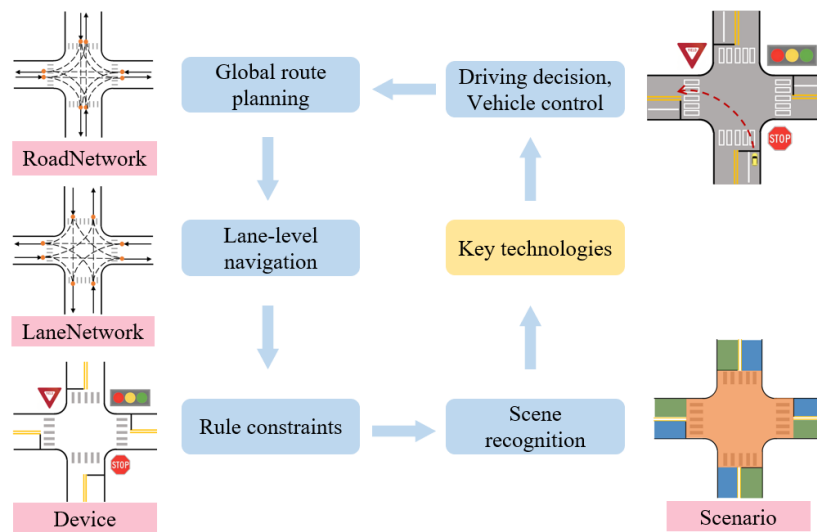 Global route
planning
Driving decision,
Vehicle control
STOP
RoadNetwork
Lane-level
navigation
Key technologies
LaneNetwork
Rule constraints
Scene
recognition
STOP
Device
Scenario